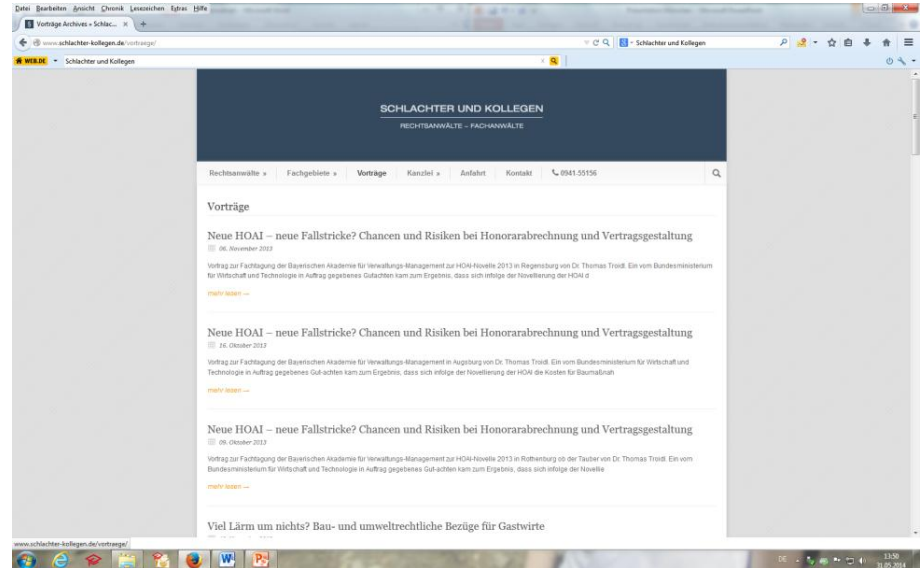 Datei Bearbeiten Ansicht Chronik Lesezeichen Extras Hilfe
Vorträge Archives » Schlac...
www.schlachter-kollegen.de/vortraege/
Schlachter und Kollegen
WEB.DE Schlachter und Kollegen
SCHLACHTER UND KOLLEGEN
RECHTSANWÄLTE – FACHANWÄLTE
Rechtsanwälte » Fachgebiete » Vorträge Kanzlei » Anfahrt Kontakt 0941-55156
Vorträge
Neue HOAI – neue Fallstricke? Chancen und Risiken bei Honorarabrechnung und Vertragsgestaltung
06. November 2013
Vortrag zur Fachtagung der Bayerischen Akademie für Verwaltungs-Management zur HOAI-Novelle 2013 in Regensburg von Dr. Thomas Troidl. Ein vom Bundesministerium
für Wirtschaft und Technologie in Auftrag gegebenes Gutachten kam zum Ergebnis, dass sich infolge der Novellierung der HOAI d
mehr lesen →
Neue HOAI – neue Fallstricke? Chancen und Risiken bei Honorarabrechnung und Vertragsgestaltung
16. Oktober 2013
Vortrag zur Fachtagung der Bayerischen Akademie für Verwaltungs-Management in Augsburg von Dr. Thomas Troidl. Ein vom Bundesministerium für Wirtschaft und
Technologie in Auftrag gegebenes Gut-achten kam zum Ergebnis, dass sich infolge der Novellierung der HOAI die Kosten für Baumaßnah
mehr lesen →
Neue HOAI – neue Fallstricke? Chancen und Risiken bei Honorarabrechnung und Vertragsgestaltung
09. Oktober 2013
Vortrag zur Fachtagung der Bayerischen Akademie für Verwaltungs-Management zur HOAI-Novelle 2013 in Rothenburg ob der Tauber von Dr. Thomas Troidl. Ein vom
Bundesministerium für Wirtschaft und Technologie in Auftrag gegebenes Gut-achten kam zum Ergebnis, dass sich infolge der Novellie
mehr lesen →
Viel Lärm um nichts? Bau- und umweltrechtliche Bezüge für Gastwirte
www.schlachter-kollegen.de/vortraege/
DE
13:50
31.05.2014